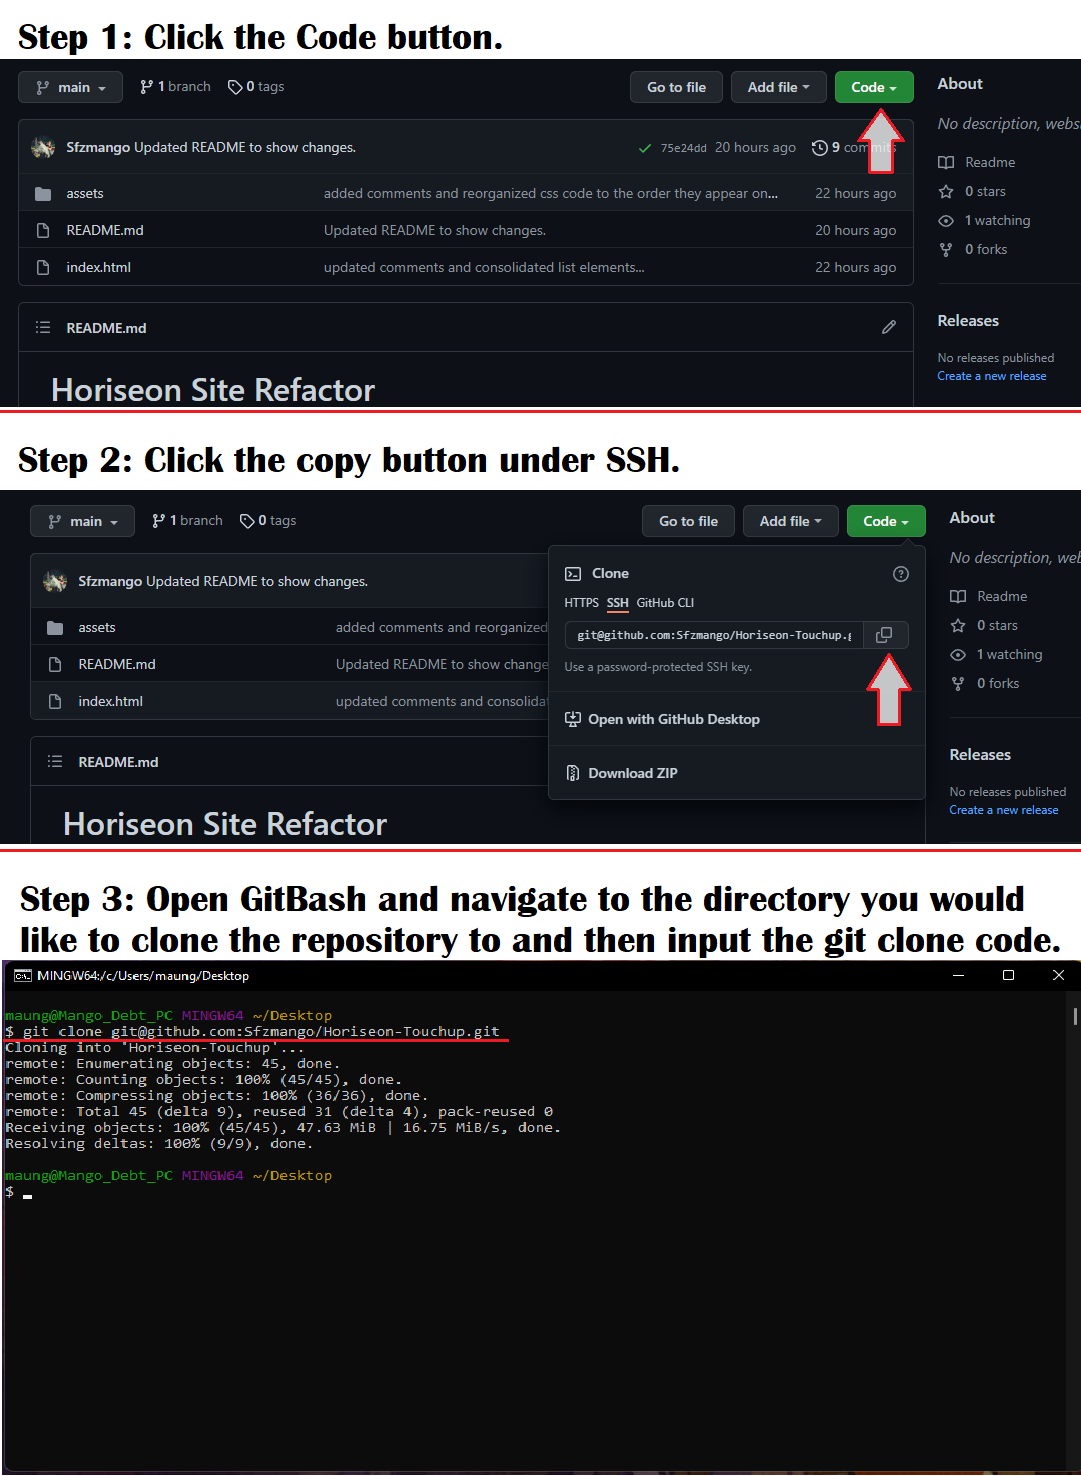 Step 1: Click the Code button.
main 1 branch 0 tags Go to file Add file Code About
No description, webs
Sfzmango Updated README to show changes. 75e24dd 20 hours ago 9
Readme
assets added comments and reorganized css code to the order they appear on... 22 hours ago
0 stars
README.md Updated README to show changes. 20 hours ago
1 watching
index.html updated comments and consolidated list elements... 22 hours ago
0 forks
README.md
Releases
No releases published
Create a new release
Horiseon Site Refactor
Step 2: Click the copy button under SSH.
main 1 branch 0 tags Go to file Add file Code About
No description, we
Sfzmango Updated README to show changes.
Clone
Readme
HTTPS SSH GitHub CLI
assets added comments and reorganized
git@github.com:Sfzmango/Horiseon-Touchup.g
0 stars
README.md Updated README to show change
Use a password-protected SSH key.
1 watching
index.html updated comments and consolida
0 forks
Open with GitHub Desktop
README.md
Releases
Download ZIP
No releases published
Create a new release
Horiseon Site Refactor
Step 3: Open GitBash and navigate to the directory you would
like to clone the repository to and then input the git clone code.
MINGW64:/c/Users/maung/Desktop
maung@Mango_Debt_PC MINGW64 ~/Desktop
$ git clone git@github.com:Sfzmango/Horiseon-Touchup.git
Cloning into 'Horiseon-Touchup'...
remote: Enumerating objects: 45, done.
remote: Counting objects: 100% (45/45), done.
remote: Compressing objects: 100% (36/36), done.
remote: Total 45 (delta 9), reused 31 (delta 4), pack-reused 0
Receiving objects: 100% (45/45), 47.63 MiB | 16.75 MiB/s, done.
Resolving deltas: 100% (9/9), done.
maung@Mango_Debt_PC MINGW64 ~/Desktop
$